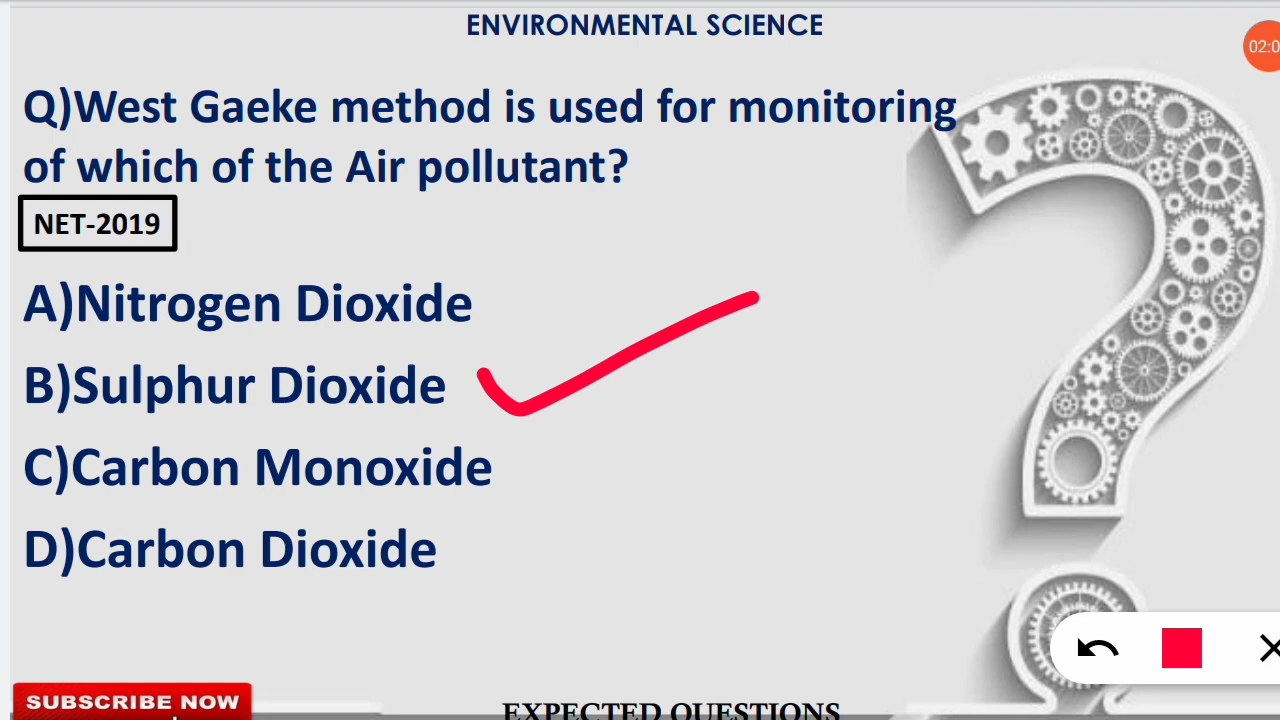 ENVIRONMENTAL SCIENCE
02:0
Q)West Gaeke method is used for monitoring
of which of the Air pollutant?
NET-2019
A)Nitrogen Dioxide
B)Sulphur Dioxide
C)Carbon Monoxide
D)Carbon Dioxide
SUBSCRIBE NOW
EXPECTED QUESTIONS